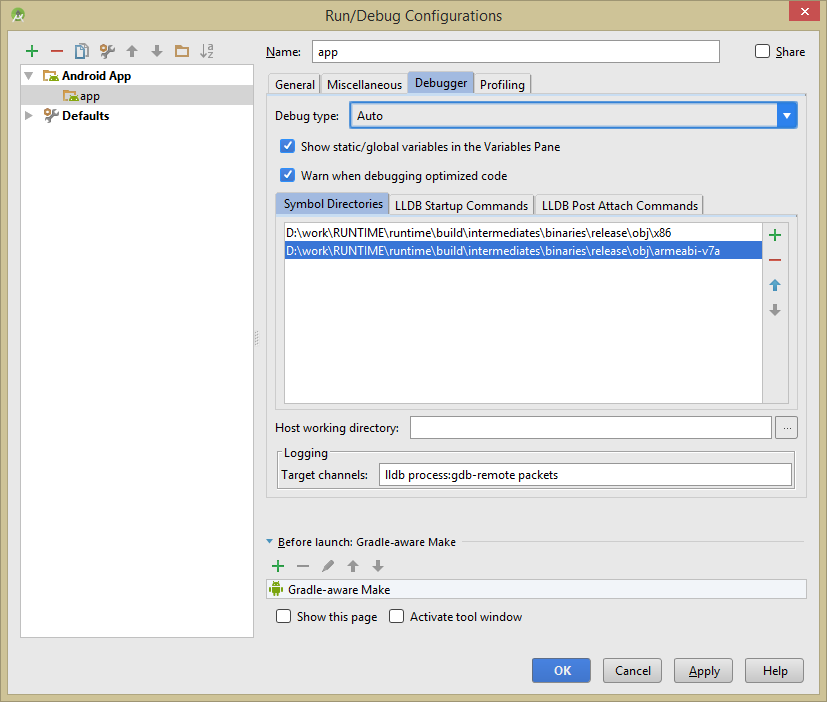 Run/Debug Configurations
Name: app
Share
Android App
app
Defaults
General Miscellaneous Debugger Profiling
Debug type: Auto
Show static/global variables in the Variables Pane
Warn when debugging optimized code
Symbol Directories LLDB Startup Commands LLDB Post Attach Commands
D:\work\RUNTIME\runtime\build\intermediates\binaries\release\obj\x86
D:\work\RUNTIME\runtime\build\intermediates\binaries\release\obj\armeabi-v7a
Host working directory:
...
Logging
Target channels: lldb process:gdb-remote packets
Before launch: Gradle-aware Make
Gradle-aware Make
Show this page Activate tool window
OK Cancel Apply Help